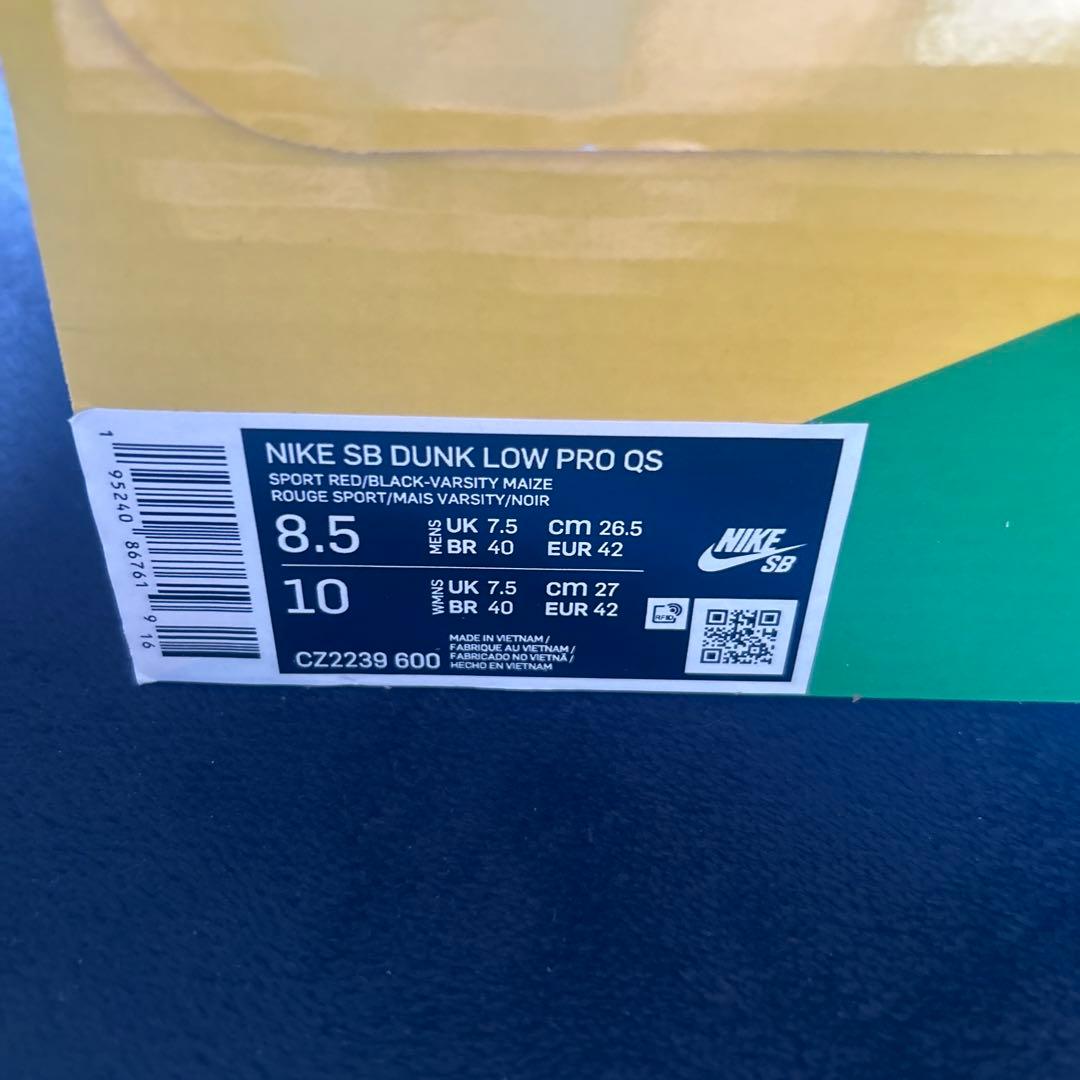 NIKE SB DUNK LOW PRO QS
SPORT RED/BLACK-VARSITY MAIZE
ROUGE SPORT/MAIS VARSITY/NOIR
8.5 MENS UK 7.5 cm 26.5
BR 40 EUR 42
10 WMNS UK 7.5 cm 27
BR 40 EUR 42
NIKE
SB
RFID
CZ2239 600
MADE IN VIETNAM /
FABRIQUE AU VIETNAM /
FABRICADO NO VIETNÃ /
HECHO EN VIETNAM
1 95240 86761 9 16